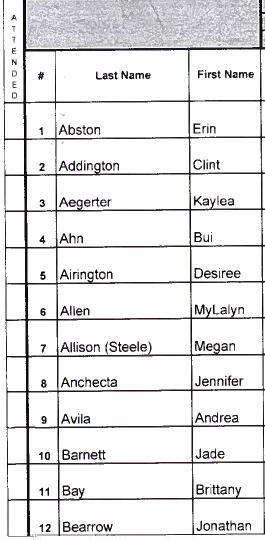 ATTENDED
# Last Name First Name
1 Abston Erin
2 Addington Clint
3 Aegerter Kaylea
4 Ahn Bui
5 Airington Desiree
6 Allen MyLalyn
7 Allison (Steele) Megan
8 Anchecta Jennifer
9 Avila Andrea
10 Barnett Jade
11 Bay Brittany
12 Bearrow Jonathan